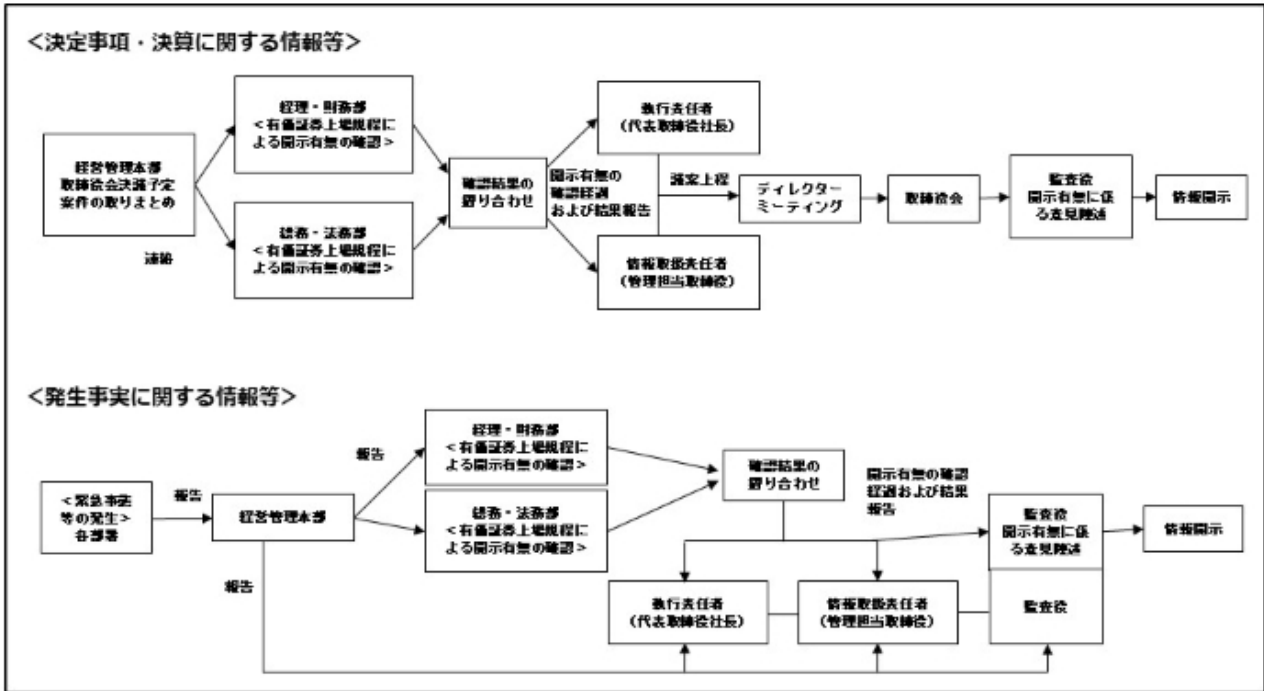 <決定事項・決算に関する情報等>
経営管理本部
取締役会決議予定
案件の取りまとめ
連絡
経理・財務部
<有価証券上場規程に
よる開示有無の確認>
総務・法務部
<有価証券上場規程に
よる開示有無の確認>
確認結果の
摺り合わせ
開示有無の
確認経過
および結果報告
執行責任者
(代表取締役社長)
情報取扱責任者
(管理担当取締役)
議案上程
ディレクター
ミーティング
取締役会
監査役
開示有無に係
る意見陳述
情報開示
<発生事実に関する情報等>
<緊急事態
等の発生>
各部署
報告
経営管理本部
報告
報告
経理・財務部
<有価証券上場規程に
よる開示有無の確認>
総務・法務部
<有価証券上場規程に
よる開示有無の確認>
確認結果の
摺り合わせ
開示有無の確認
経過および結果
報告
執行責任者
(代表取締役社長)
情報取扱責任者
(管理担当取締役)
監査役
開示有無に係
る意見陳述
監査役
情報開示